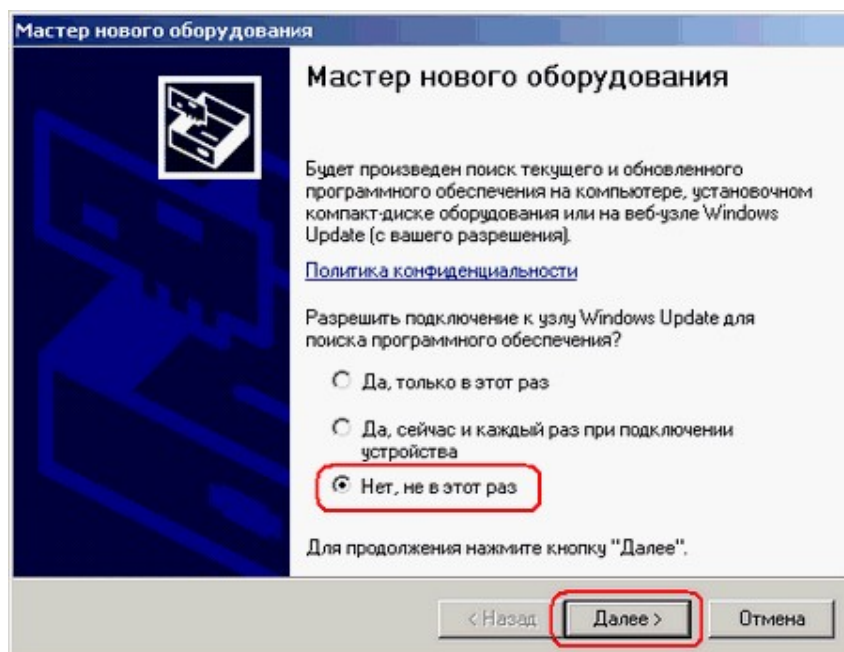 Мастер нового оборудования
Мастер нового оборудования
Будет произведен поиск текущего и обновленного
программного обеспечения на компьютере, установочном
компакт-диске оборудования или на веб-узле Windows
Update (с вашего разрешения).
Политика конфиденциальности
Разрешить подключение к узлу Windows Update для
поиска программного обеспечения?
Да, только в этот раз
Да, сейчас и каждый раз при подключении
устройства
Нет, не в этот раз
Для продолжения нажмите кнопку "Далее".
< Назад Далее > Отмена